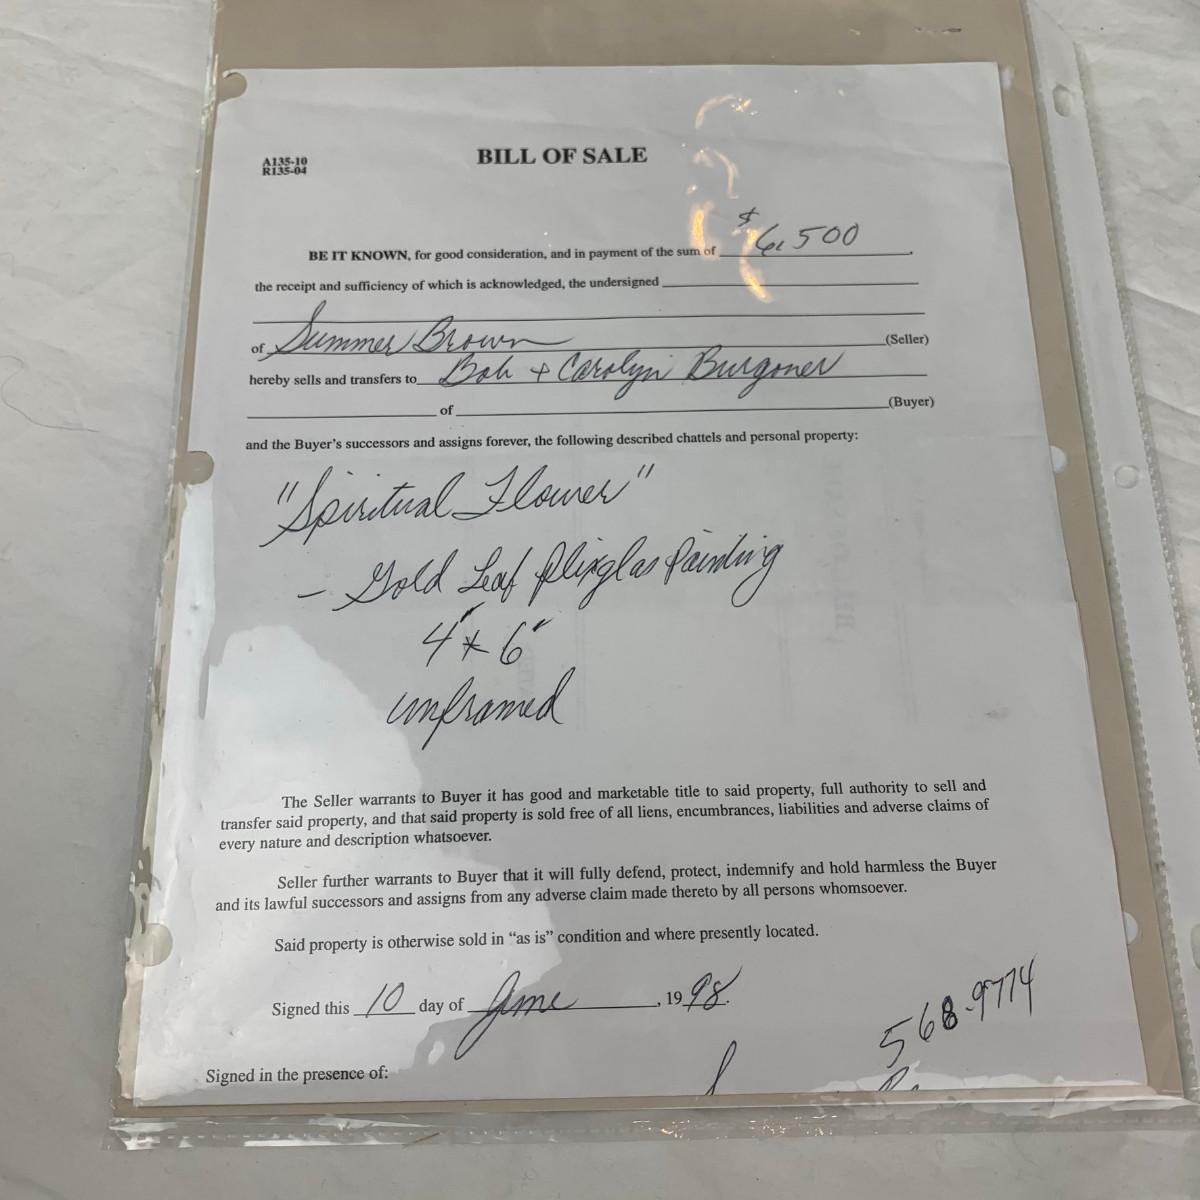 A135-10
R135-04
BILL OF SALE
BE IT KNOWN, for good consideration, and in payment of the sum of $6,500.
the receipt and sufficiency of which is acknowledged, the undersigned
of Summer Brown (Seller)
hereby sells and transfers to Bob + Carolyn Burgoner
of (Buyer)
and the Buyer's successors and assigns forever, the following described chattels and personal property:
"Spiritual Flower"
- Gold Leaf Plixglas Painting
4" x 6"
unframed
The Seller warrants to Buyer it has good and marketable title to said property, full authority to sell and
transfer said property, and that said property is sold free of all liens, encumbrances, liabilities and adverse claims of
every nature and description whatsoever.
Seller further warrants to Buyer that it will fully defend, protect, indemnify and hold harmless the Buyer
and its lawful successors and assigns from any adverse claim made thereto by all persons whomsoever.
Said property is otherwise sold in "as is" condition and where presently located.
Signed this 10 day of June, 1998.
568-9774
Signed in the presence of: